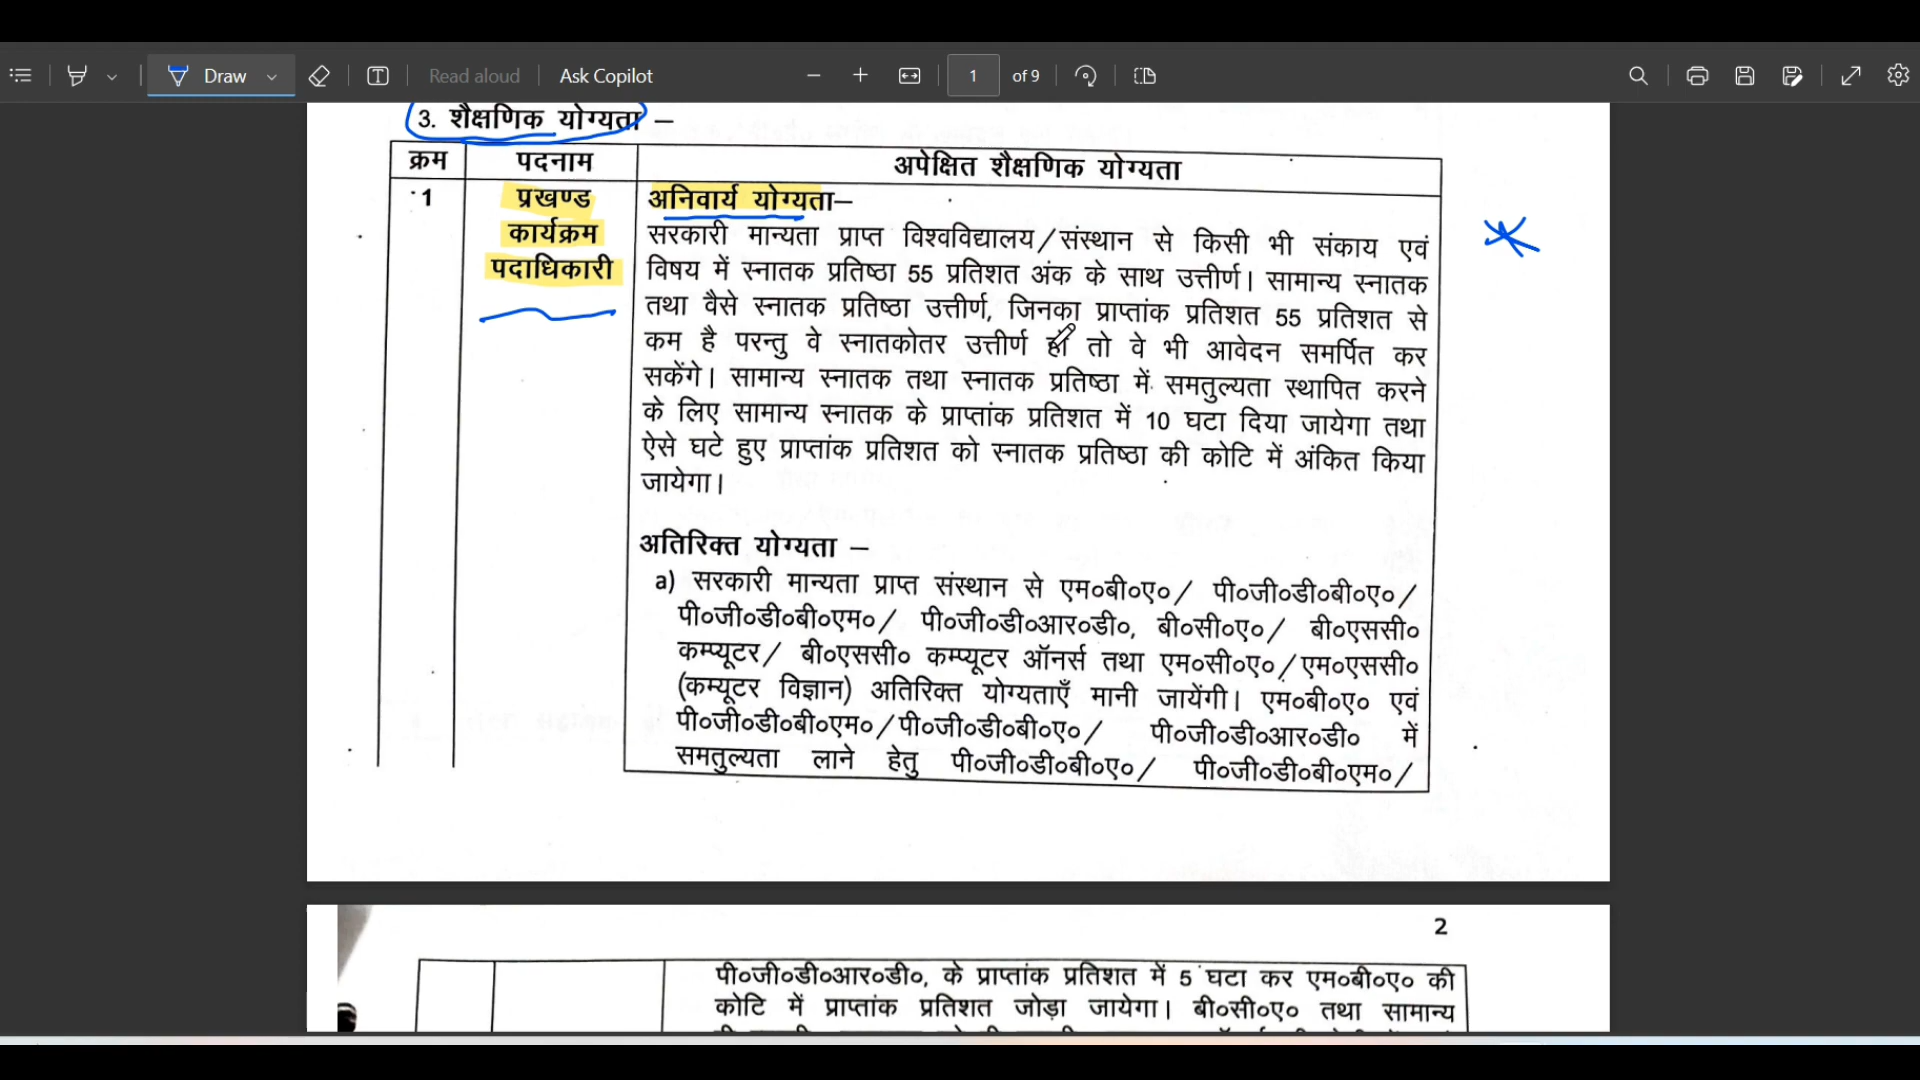 Draw
Read aloud
Ask Copilot
1 of 9
3. शैक्षणिक योग्यता –
क्रम पदनाम अपेक्षित शैक्षणिक योग्यता
1 प्रखण्ड कार्यक्रम पदाधिकारी
अनिवार्य योग्यता–
सरकारी मान्यता प्राप्त विश्वविद्यालय/संस्थान से किसी भी संकाय एवं
विषय में स्नातक प्रतिष्ठा 55 प्रतिशत अंक के साथ उत्तीर्ण। सामान्य स्नातक
तथा वैसे स्नातक प्रतिष्ठा उत्तीर्ण, जिनका प्राप्तांक प्रतिशत 55 प्रतिशत से
कम है परन्तु वे स्नातकोतर उत्तीर्ण हो तो वे भी आवेदन समर्पित कर
सकेंगे। सामान्य स्नातक तथा स्नातक प्रतिष्ठा में समतुल्यता स्थापित करने
के लिए सामान्य स्नातक के प्राप्तांक प्रतिशत में 10 घटा दिया जायेगा तथा
ऐसे घटे हुए प्राप्तांक प्रतिशत को स्नातक प्रतिष्ठा की कोटि में अंकित किया
जायेगा।
अतिरिक्त योग्यता –
a) सरकारी मान्यता प्राप्त संस्थान से एम०बी०ए०/ पी०जी०डी०बी०ए०/
पी०जी०डी०बी०एम०/ पी०जी०डी०आर०डी०, बी०सी०ए०/ बी०एससी०
कम्प्यूटर/ बी०एससी० कम्प्यूटर ऑनर्स तथा एम०सी०ए०/एम०एससी०
(कम्यूटर विज्ञान) अतिरिक्त योग्यताएँ मानी जायेंगी। एम०बी०ए० एवं
पी०जी०डी०बी०एम०/पी०जी०डी०बी०ए०/ पी०जी०डी०आर०डी० में
समतुल्यता लाने हेतु पी०जी०डी०बी०ए०/ पी०जी०डी०बी०एम०/
2
पी०जी०डी०आर०डी०, के प्राप्तांक प्रतिशत में 5 घटा कर एम०बी०ए० की
कोटि में प्राप्तांक प्रतिशत जोड़ा जायेगा। बी०सी०ए० तथा सामान्य